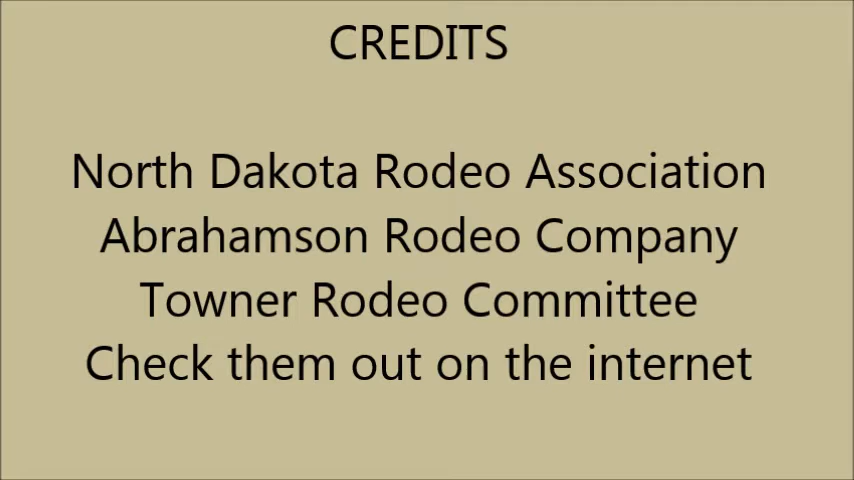 CREDITS
North Dakota Rodeo Association
Abrahamson Rodeo Company
Towner Rodeo Committee
Check them out on the internet